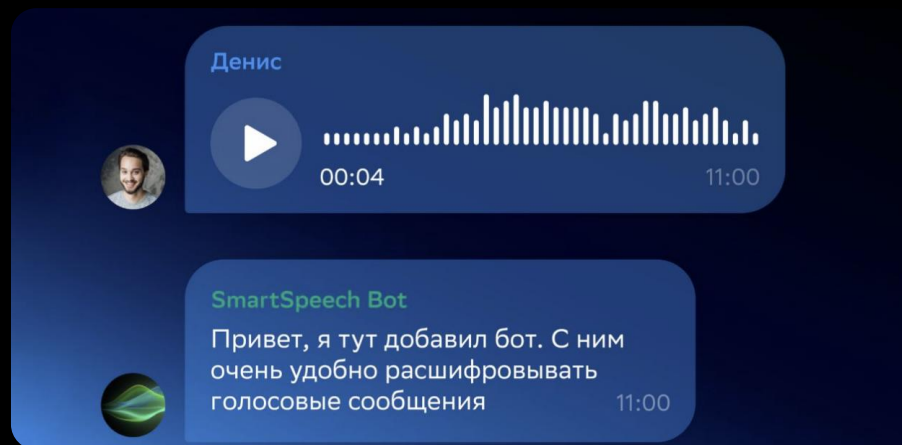 Денис
00:04 11:00
SmartSpeech Bot
Привет, я тут добавил бот. С ним
очень удобно расшифровывать
голосовые сообщения 11:00